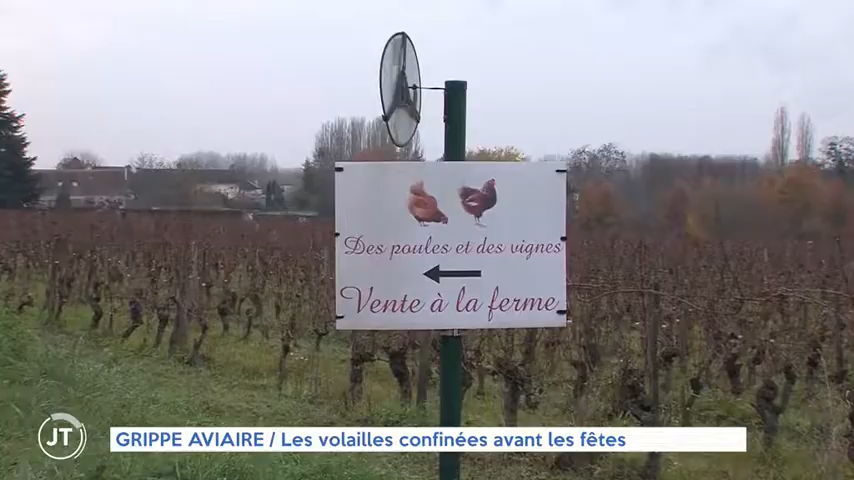 Des poules et des vignes
Vente à la ferme
JT
GRIPPE AVIAIRE / Les volailles confinées avant les fêtes